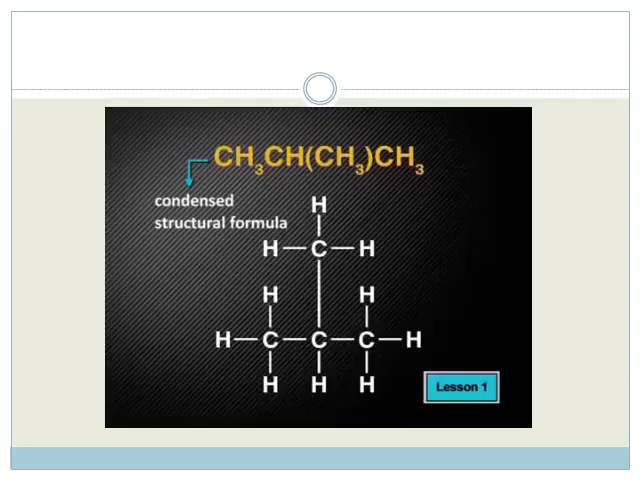 CH₃CH(CH₃)CH₃
condensed
structural formula
H
H—C—H
H H
H—C—C—C—H
H H H
Lesson 1